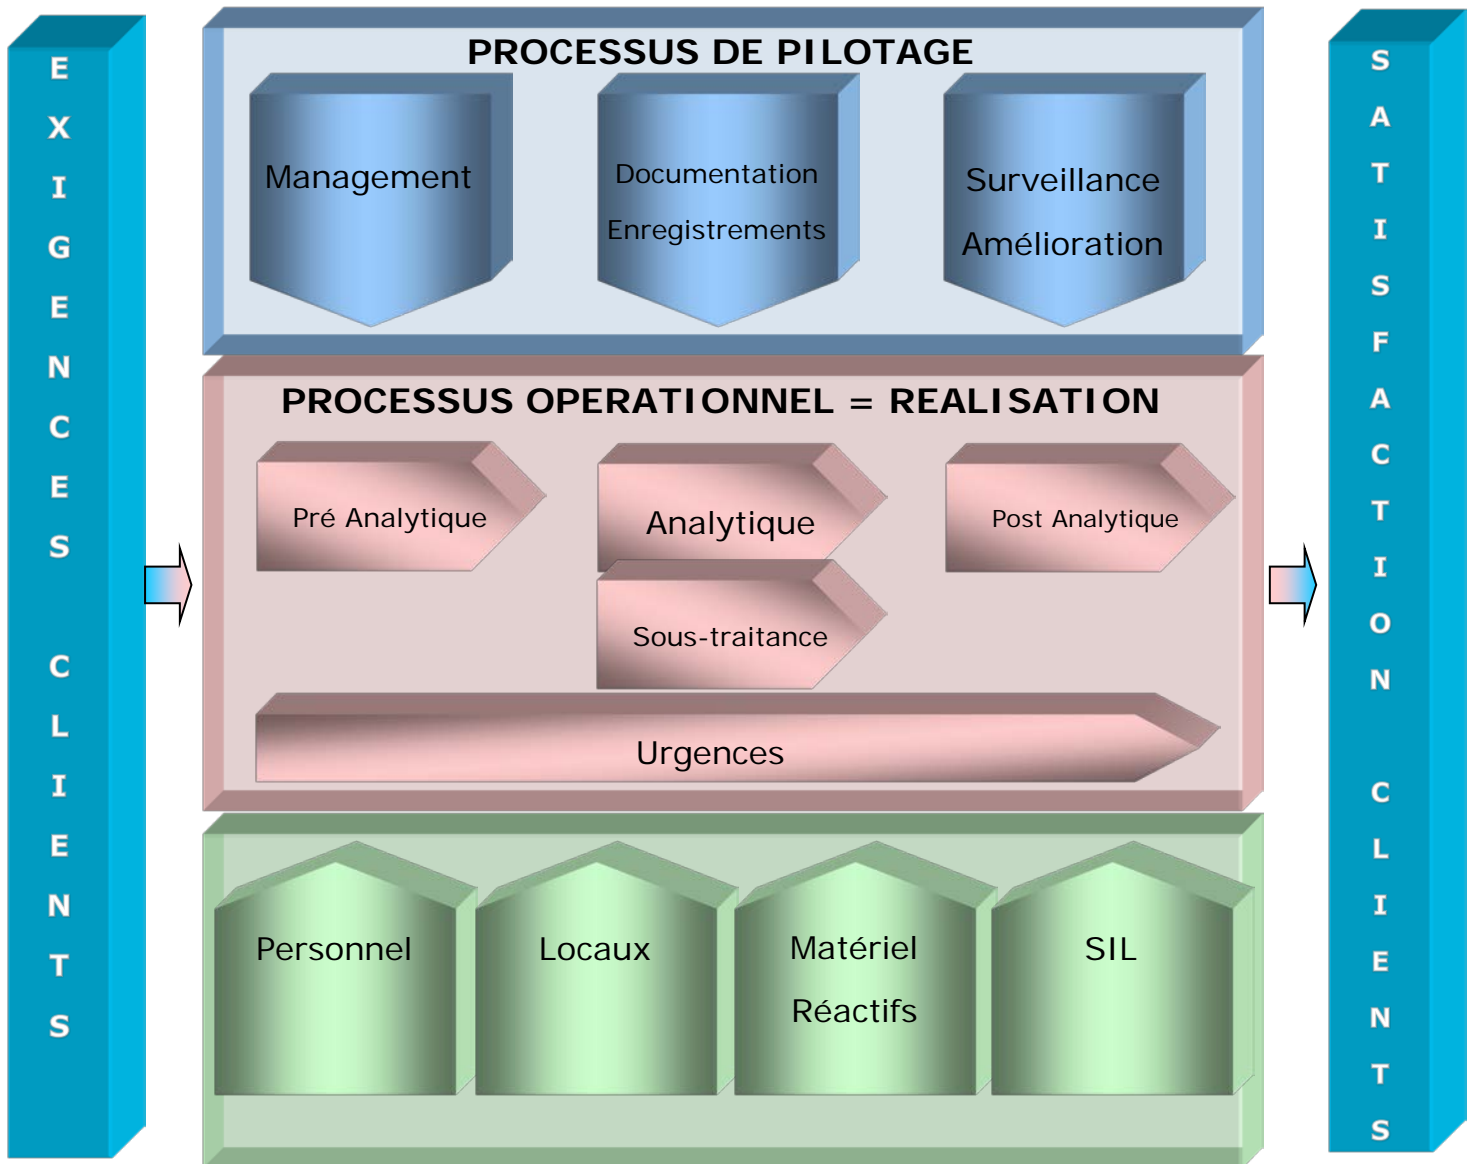 EXIGENCES CLIENTS
PROCESSUS DE PILOTAGE
Management
Documentation
Enregistrements
Surveillance
Amélioration
PROCESSUS OPERATIONNEL = REALISATION
Pré Analytique
Analytique
Post Analytique
Sous-traitance
Urgences
Personnel
Locaux
Matériel
Réactifs
SIL
SATISFACTION CLIENTS